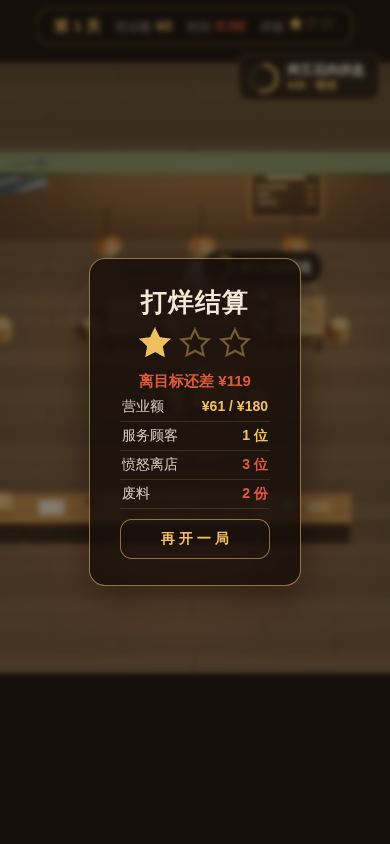 打烊结算
离目标还差 ¥119
营业额 ¥61 / ¥180
服务顾客 1 位
愤怒离店 3 位
废料 2 份
再开一局